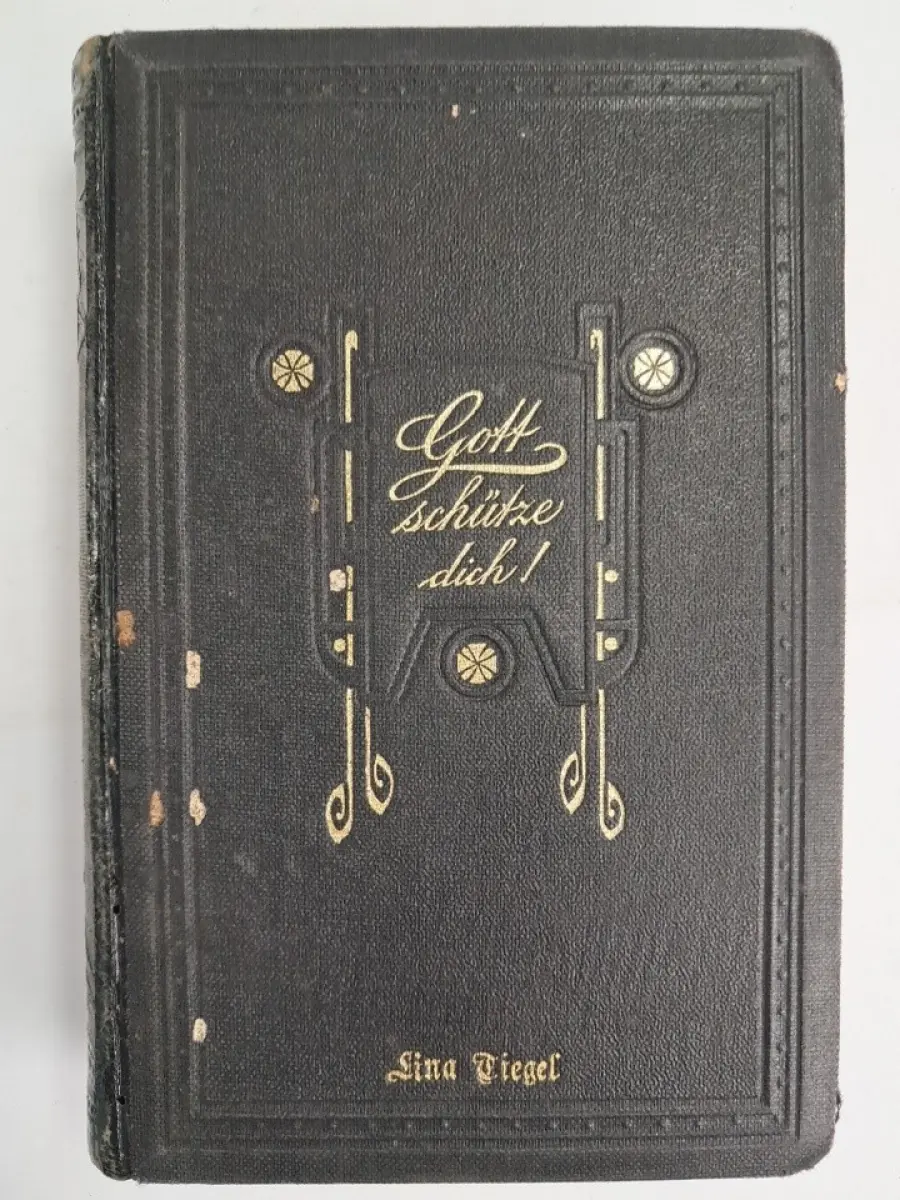 Gott
schütze
dich!
Lina Tiegel